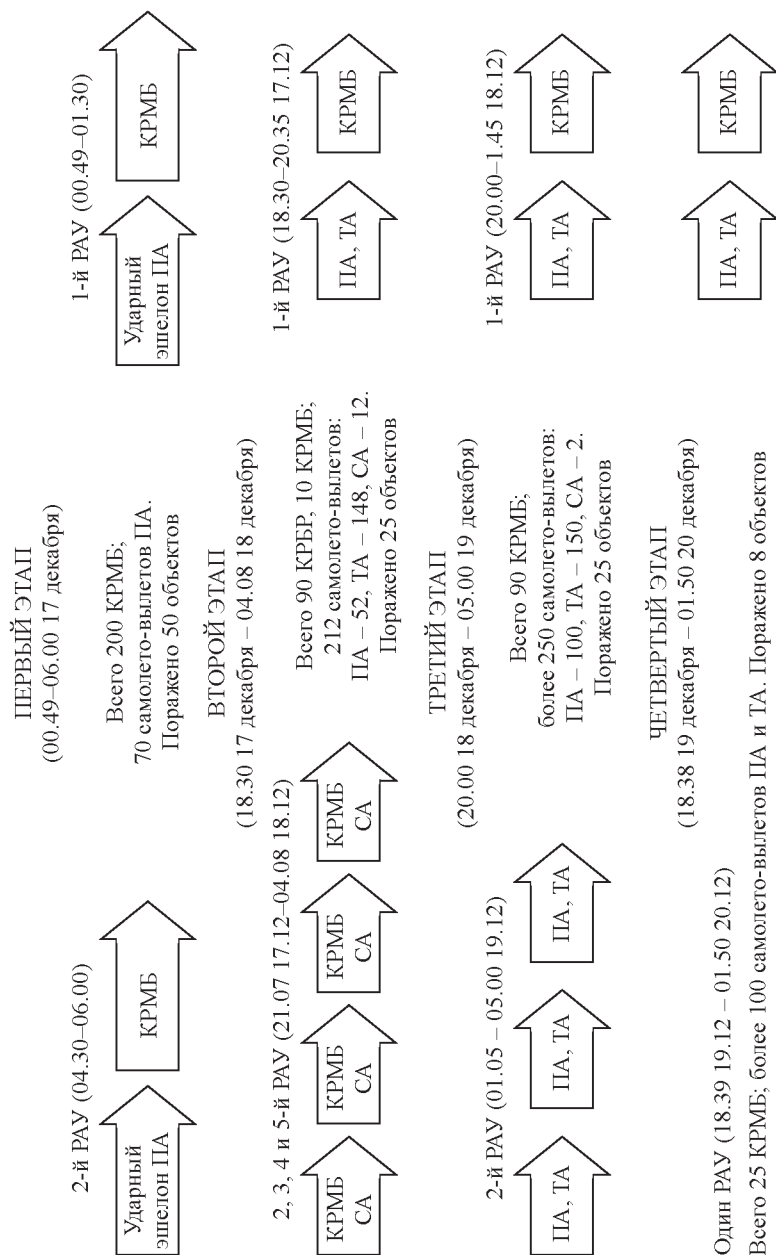 ПЕРВЫЙ ЭТАП
(00.49–06.00 17 декабря)
2-й РАУ (04.30–06.00)
Ударный
эшелон ПА
КРМБ
Всего 200 КРМБ;
70 самолето-вылетов ПА.
Поражено 50 объектов
1-й РАУ (00.49–01.30)
Ударный
эшелон ПА
КРМБ
ВТОРОЙ ЭТАП
(18.30 17 декабря – 04.08 18 декабря)
2, 3, 4 и 5-й РАУ (21.07 17.12–04.08 18.12)
КРМБ
СА
КРМБ
СА
КРМБ
СА
КРМБ
СА
Всего 90 КРБР, 10 КРМБ;
212 самолето-вылетов:
ПА – 52, ТА – 148, СА – 12.
Поражено 25 объектов
1-й РАУ (18.30–20.35 17.12)
ПА, ТА
КРМБ
ТРЕТИЙ ЭТАП
(20.00 18 декабря – 05.00 19 декабря)
2-й РАУ (01.05 – 05.00 19.12)
ПА, ТА
ПА, ТА
ПА, ТА
Всего 90 КРМБ;
более 250 самолето-вылетов:
ПА – 100, ТА – 150, СА – 2.
Поражено 25 объектов
1-й РАУ (20.00–1.45 18.12)
ПА, ТА
КРМБ
ЧЕТВЕРТЫЙ ЭТАП
(18.38 19 декабря – 01.50 20 декабря)
Один РАУ (18.39 19.12 – 01.50 20.12)
Всего 25 КРМБ; более 100 самолето-вылетов ПА и ТА. Поражено 8 объектов
ПА, ТА
КРМБ